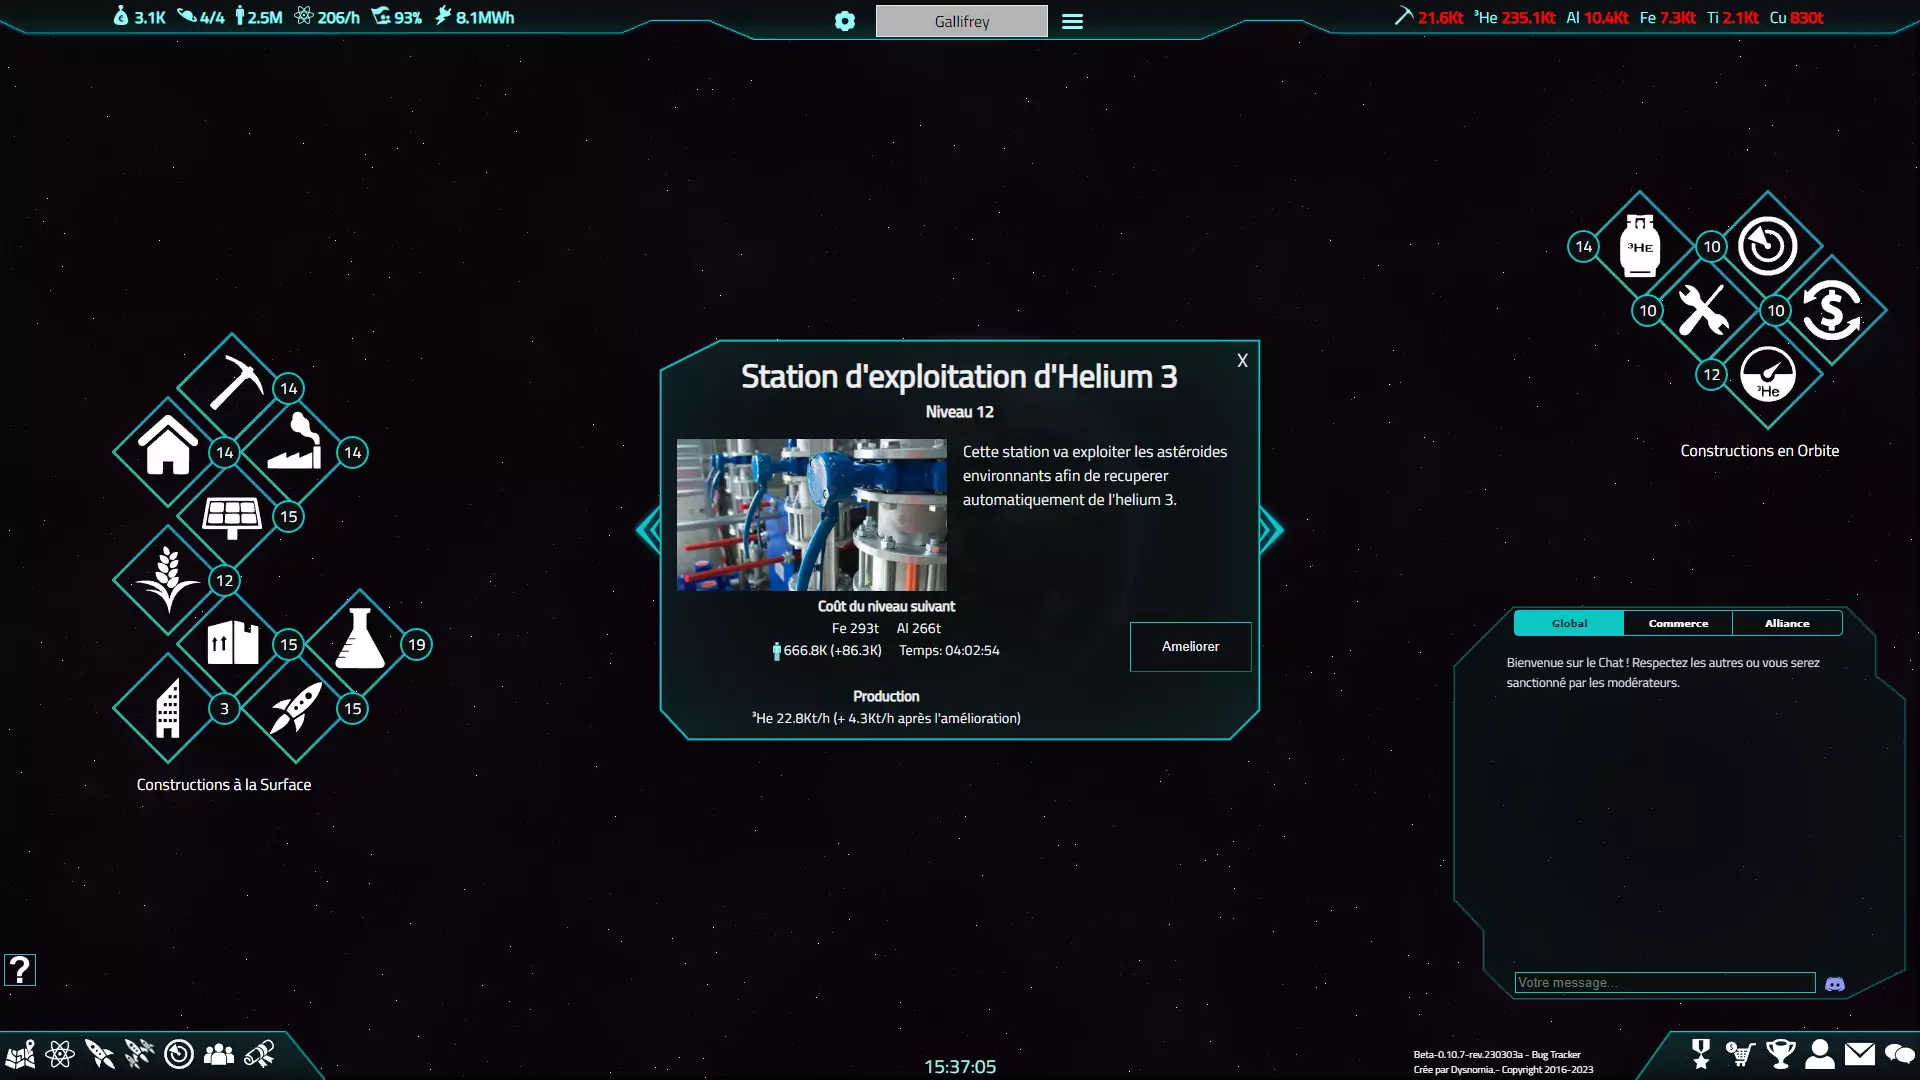 3.1K 4/4 2.5M 206/h 93% 8.1MWh
Gallifrey
21.6Kt ³He 235.1Kt Al 10.4Kt Fe 7.3Kt Ti 2.1Kt Cu 830t
14
14
14
15
12
15
19
3
15
Constructions à la Surface
Station d'exploitation d'Helium 3
X
Niveau 12
Cette station va exploiter les astéroides
environnants afin de recuperer
automatiquement de l'helium 3.
Coût du niveau suivant
Fe 293t Al 266t
666.8K (+86.3K) Temps: 04:02:54
Ameliorer
Production
³He 22.8Kt/h (+ 4.3Kt/h après l'amélioration)
14
³HE
10
10
$
10
12
³He
Constructions en Orbite
Global Commerce Alliance
Bienvenue sur le Chat ! Respectez les autres ou vous serez
sanctionné par les modérateurs.
Votre message...
?
15:37:05
Beta-0.10.7-rev.230303a - Bug Tracker
Crée par Dysnomia.- Copyright 2016-2023